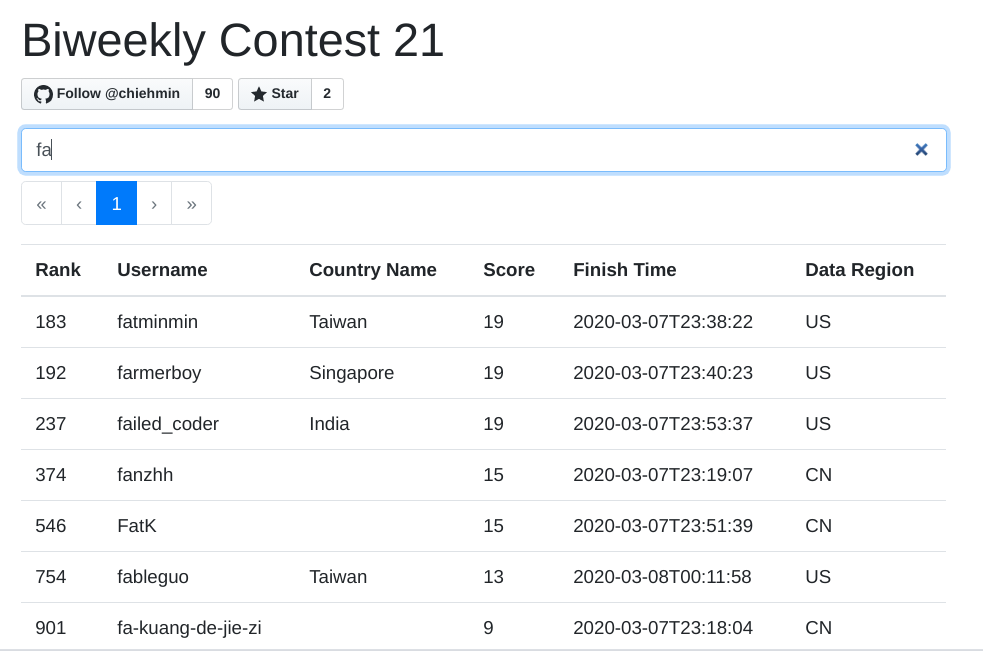 Biweekly Contest 21
Follow @chiehmin 90 Star 2
fa
« ‹ 1 › »
Rank Username Country Name Score Finish Time Data Region
183 fatminmin Taiwan 19 2020-03-07T23:38:22 US
192 farmerboy Singapore 19 2020-03-07T23:40:23 US
237 failed_coder India 19 2020-03-07T23:53:37 US
374 fanzhh 15 2020-03-07T23:19:07 CN
546 FatK 15 2020-03-07T23:51:39 CN
754 fableguo Taiwan 13 2020-03-08T00:11:58 US
901 fa-kuang-de-jie-zi 9 2020-03-07T23:18:04 CN